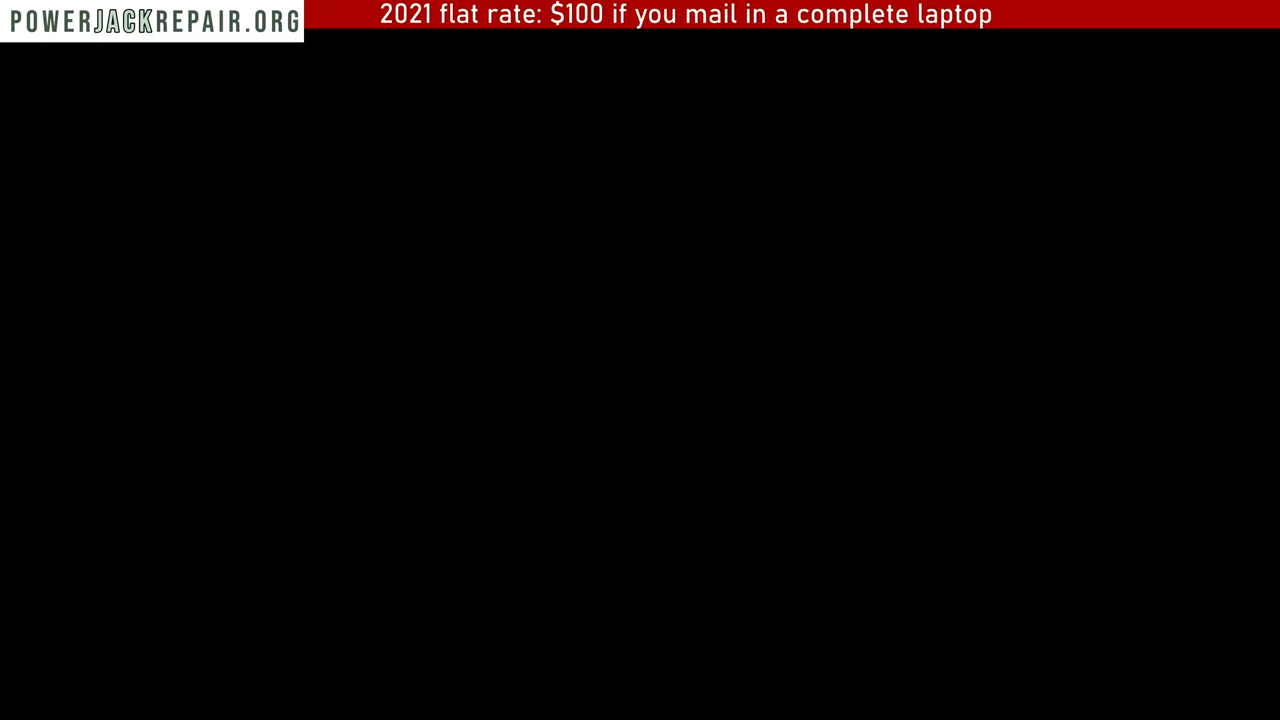 POWERJACKREPAIR.ORG
2021 flat rate: $100 if you mail in a complete laptop